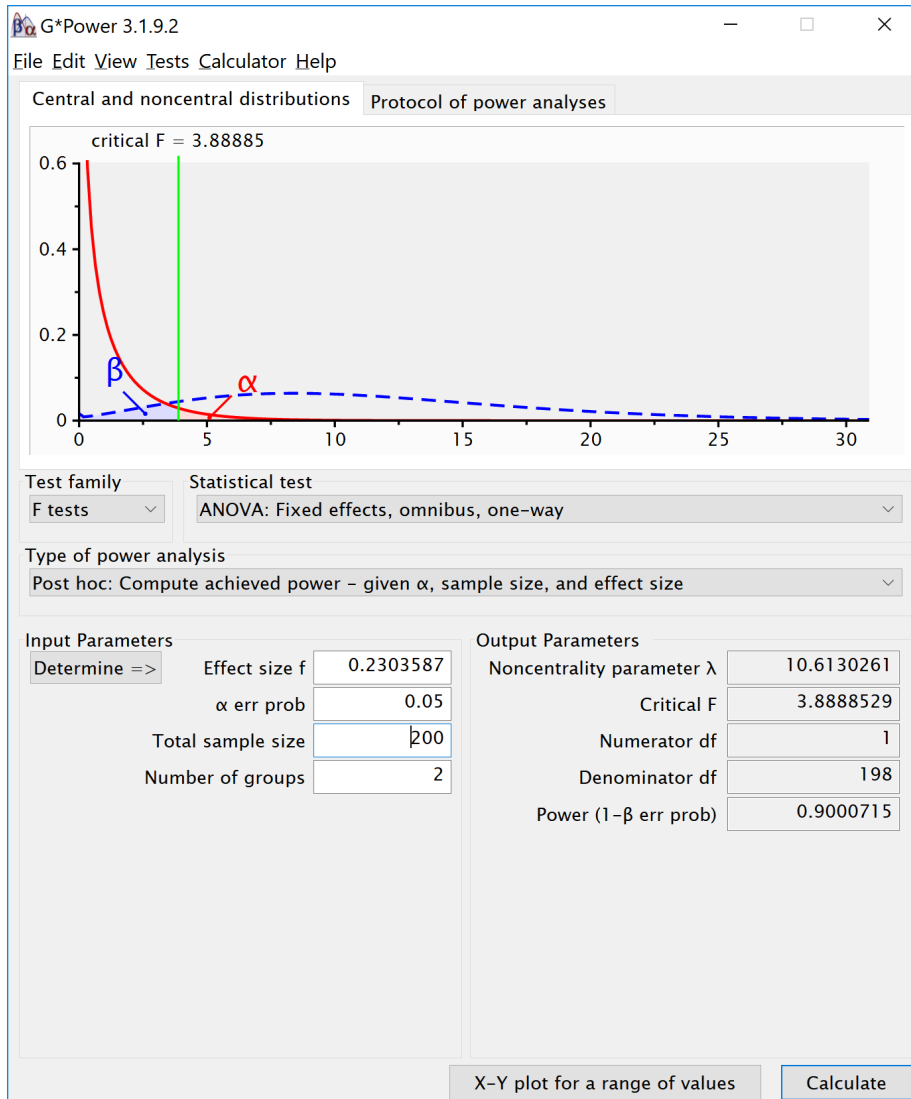 G*Power 3.1.9.2
File Edit View Tests Calculator Help
Central and noncentral distributions Protocol of power analyses
critical F = 3.88885
0.6
0.4
0.2
0
β
α
0 5 10 15 20 25 30
Test family Statistical test
F tests ANOVA: Fixed effects, omnibus, one-way
Type of power analysis
Post hoc: Compute achieved power – given α, sample size, and effect size
Input Parameters Output Parameters
Determine => Effect size f 0.2303587 Noncentrality parameter λ 10.6130261
α err prob 0.05 Critical F 3.8888529
Total sample size 200 Numerator df 1
Number of groups 2 Denominator df 198
Power (1-β err prob) 0.9000715
X-Y plot for a range of values Calculate